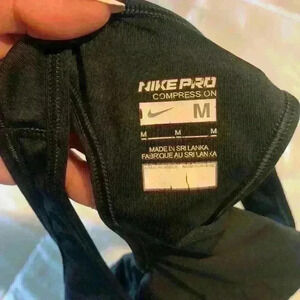 NIKE PRO
COMPRESSION
M
M M M
MADE IN SRI LANKA
FABRIQUE AU SRI LANKA